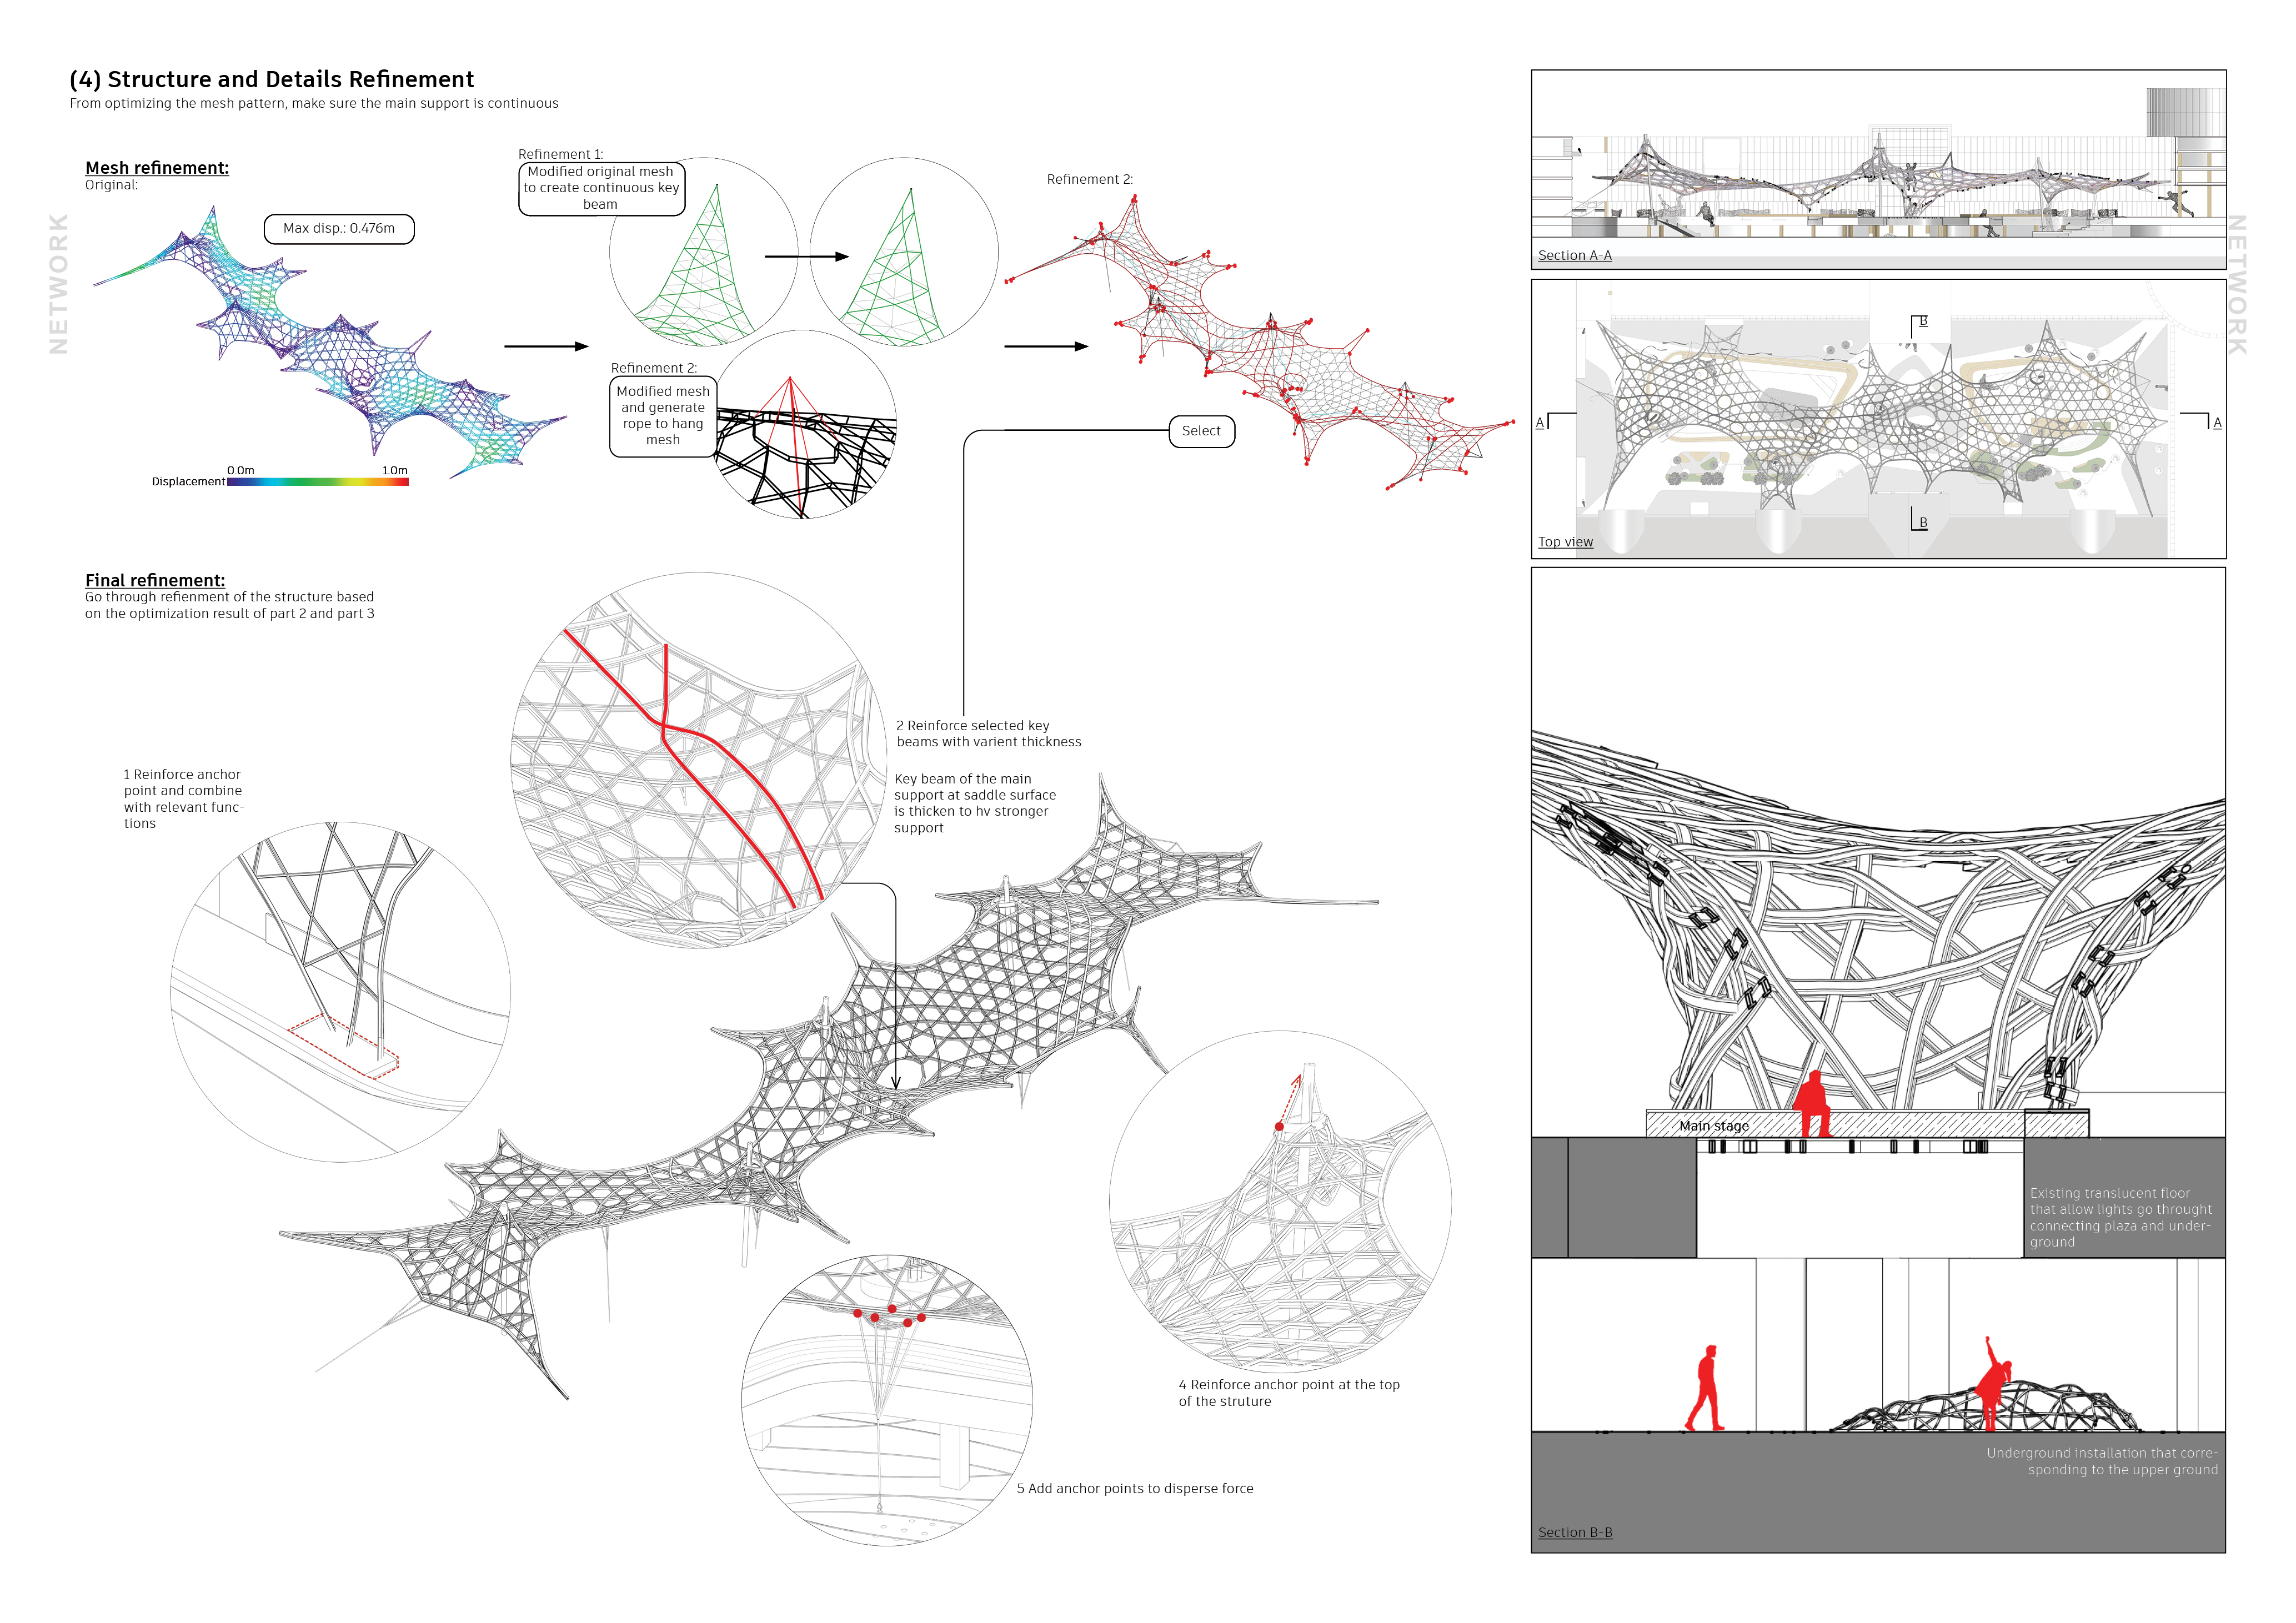 (4) Structure and Details Refinement
From optimizing the mesh pattern, make sure the main support is continuous
NETWORK
Mesh refinement:
Original:
Max disp.: 0.476m
Displacement
0.0m
1.0m
Refinement 1:
Modified original mesh
to create continuous key
beam
Refinement 2:
Modified mesh
and generate
rope to hang
mesh
Refinement 2:
Select
Final refinement:
Go through refienment of the structure based
on the optimization result of part 2 and part 3
1 Reinforce anchor
point and combine
with relevant func-
tions
2 Reinforce selected key
beams with varient thickness
Key beam of the main
support at saddle surface
is thicken to hv stronger
support
4 Reinforce anchor point at the top
of the struture
5 Add anchor points to disperse force
Section A-A
B
A
A
B
Top view
Main stage
Existing translucent floor
that allow lights go throught
connecting plaza and under-
ground
Underground installation that corre-
sponding to the upper ground
Section B-B
NETWORK